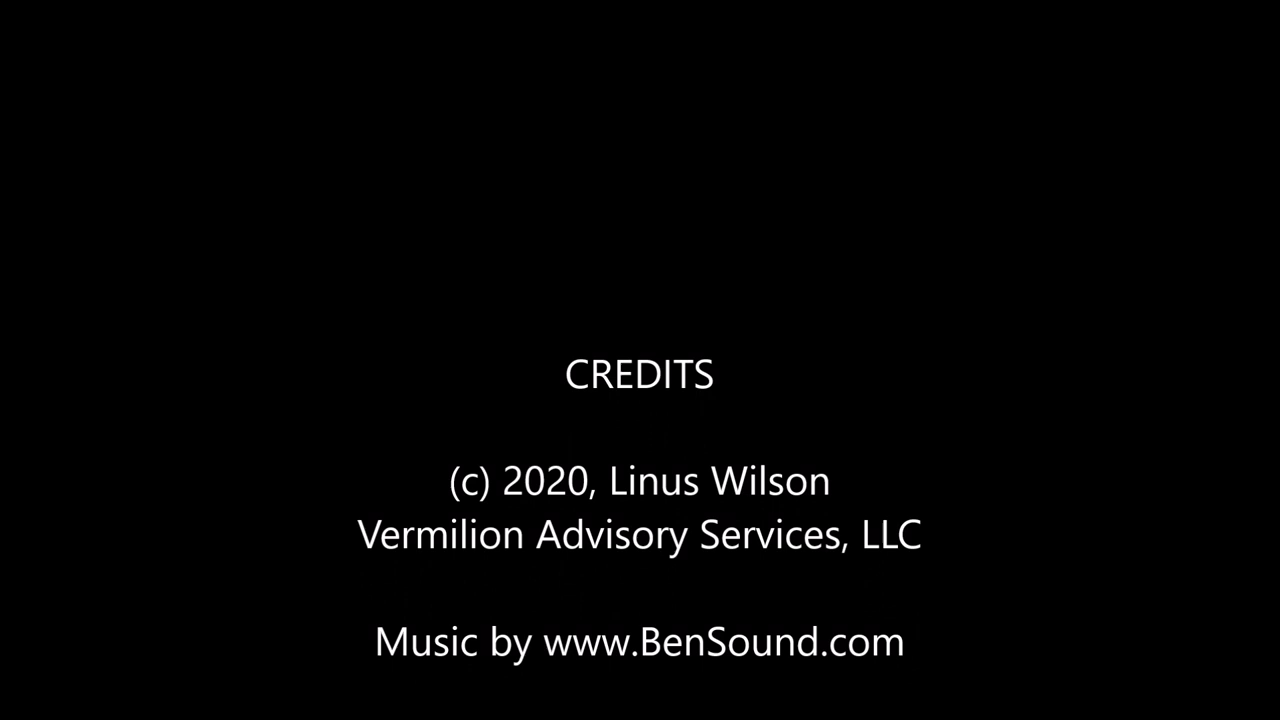 CREDITS
(c) 2020, Linus Wilson
Vermilion Advisory Services, LLC
Music by www.BenSound.com